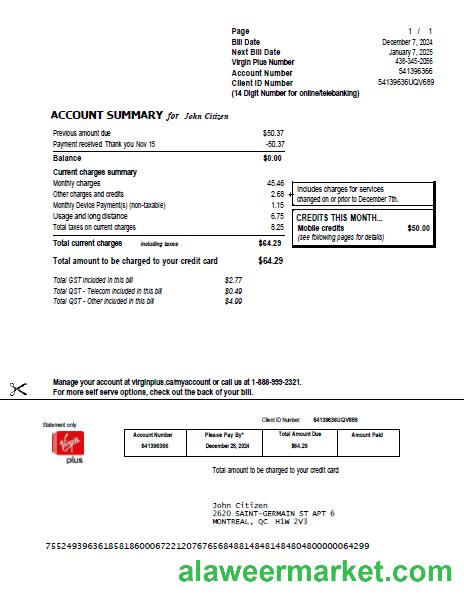 Page 1 / 1
Bill Date December 7, 2024
Next Bill Date January 7, 2025
Virgin Plus Number 438-345-2056
Account Number 541396366
Client ID Number 54139636UQV689
(14 Digit Number for online/telebanking)
ACCOUNT SUMMARY for John Citizen
Previous amount due $50.37
Payment received Thank you Nov 15 -50.37
Balance $0.00
Current charges summary
Monthly charges 45.46
Other charges and credits 2.68
Monthly Device Payment(s) (non-taxable) 1.15
Usage and long distance 6.75
Total taxes on current charges 8.25
Includes charges for services
changed on or prior to December 7th.
CREDITS THIS MONTH...
Mobile credits $50.00
(see following pages for details)
Total current charges including taxes $64.29
Total amount to be charged to your credit card $64.29
Total GST included in this bill $2.77
Total QST - Telecom included in this bill $0.49
Total QST - Other included in this bill $4.99
Manage your account at virginplus.ca/myaccount or call us at 1-888-999-2321.
For more self serve options, check out the back of your bill.
Client ID Number: 54139636UQV689
Statement only
Virgin
plus
Account Number Please Pay By* Total Amount Due Amount Paid
541396366 December 28, 2024 $64.29
Total amount to be charged to your credit card
John Citizen
2620 SAINT-GERMAIN ST APT 6
MONTREAL, QC H1W 2V3
755249396361858186000672212076765684881484814848048000000​64299
alaweermarket.com